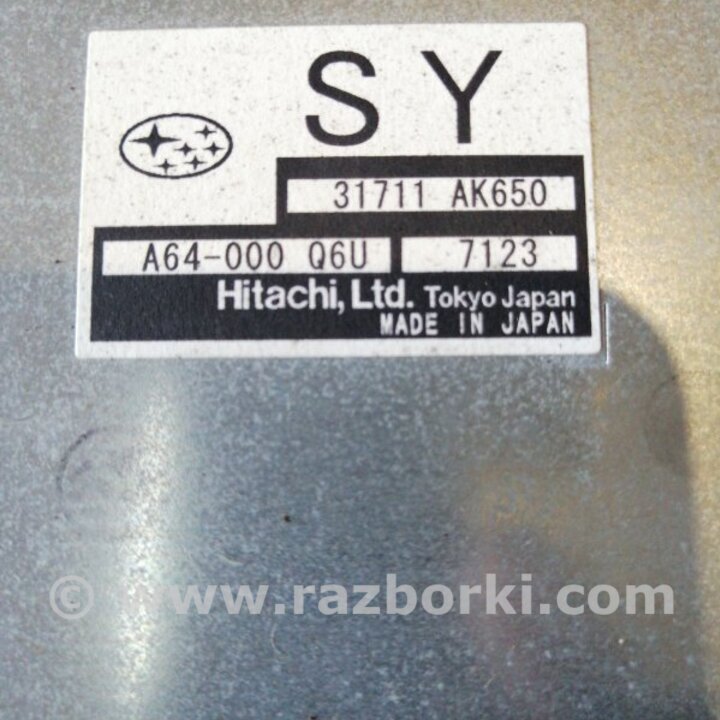 SY
31711 AK650
A64-000 Q6U 7123
Hitachi, Ltd. Tokyo Japan
MADE IN JAPAN
© www.razborki.com